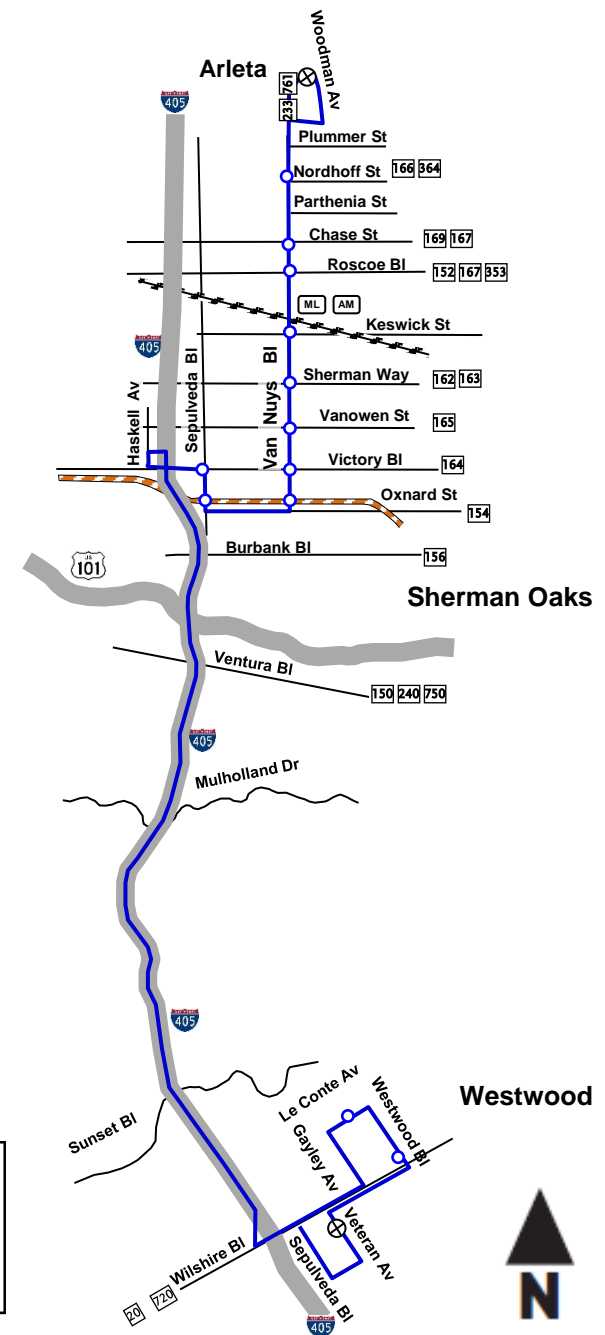 Woodman Av
Arleta
761
233
405
Plummer St
Nordhoff St
166 364
Parthenia St
Chase St
169 167
Roscoe Bl
152 167 353
ML AM
Keswick St
405
Sepulveda Bl
Van Nuys Bl
Haskell Av
Sherman Way
162 163
Vanowen St
165
Victory Bl
164
Oxnard St
154
Burbank Bl
156
US
101
Sherman Oaks
Ventura Bl
150 240 750
405
Mulholland Dr
405
Le Conte Av
Westwood Bl
Westwood
Sunset Bl
Gayley Av
Veteran Av
Wilshire Bl
Sepulveda Bl
20 720
405
N